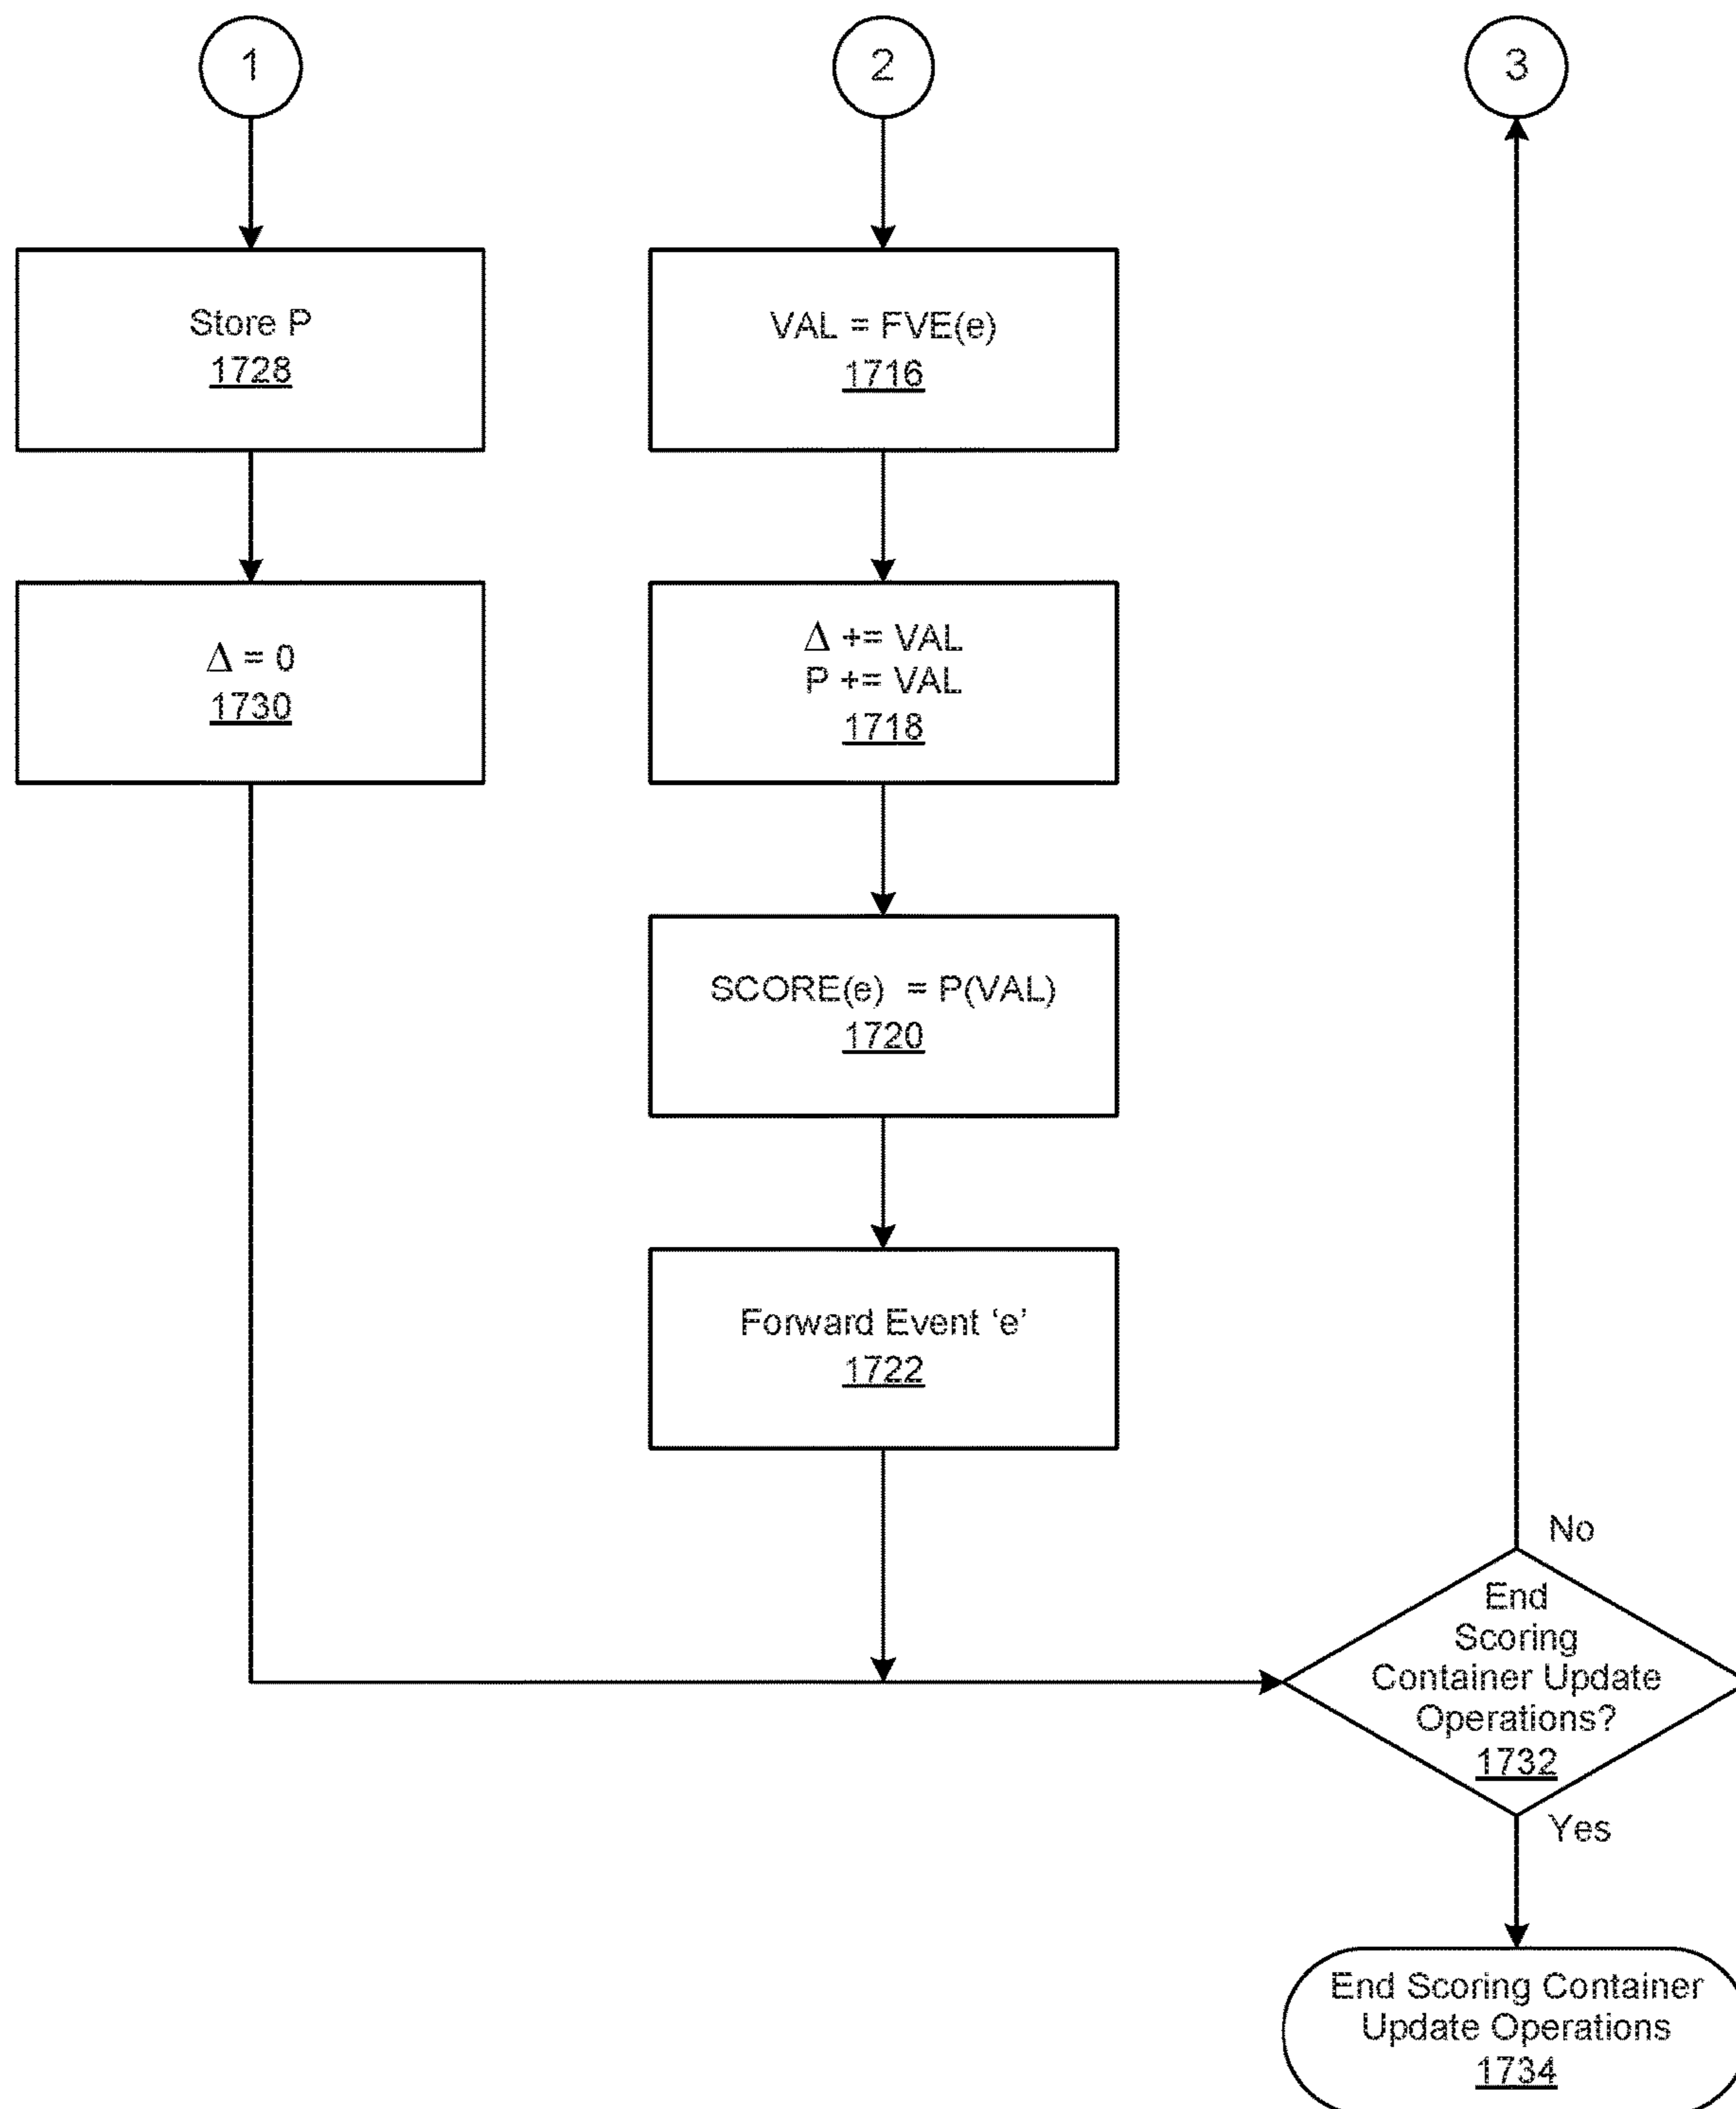 1
2
3
Store P
1728
VAL = FVE(e)
1716
Δ = 0
1730
Δ += VAL
P += VAL
1718
SCORE(e) = P(VAL)
1720
Forward Event ‘e’
1722
No
End
Scoring
Container Update
Operations?
1732
Yes
End Scoring Container
Update Operations
1734